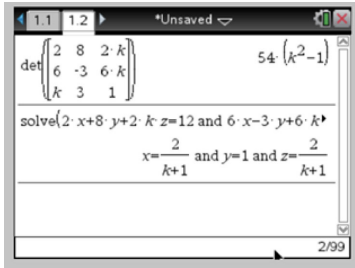 1.1 1.2 *Unsaved
det([2 8 2·k
6 -3 6·k
k 3 1]) 54·(k²−1)
solve(2·x+8·y+2·k·z=12 and 6·x−3·y+6·k▸
x=2/(k+1) and y=1 and z=2/(k+1)
2/99